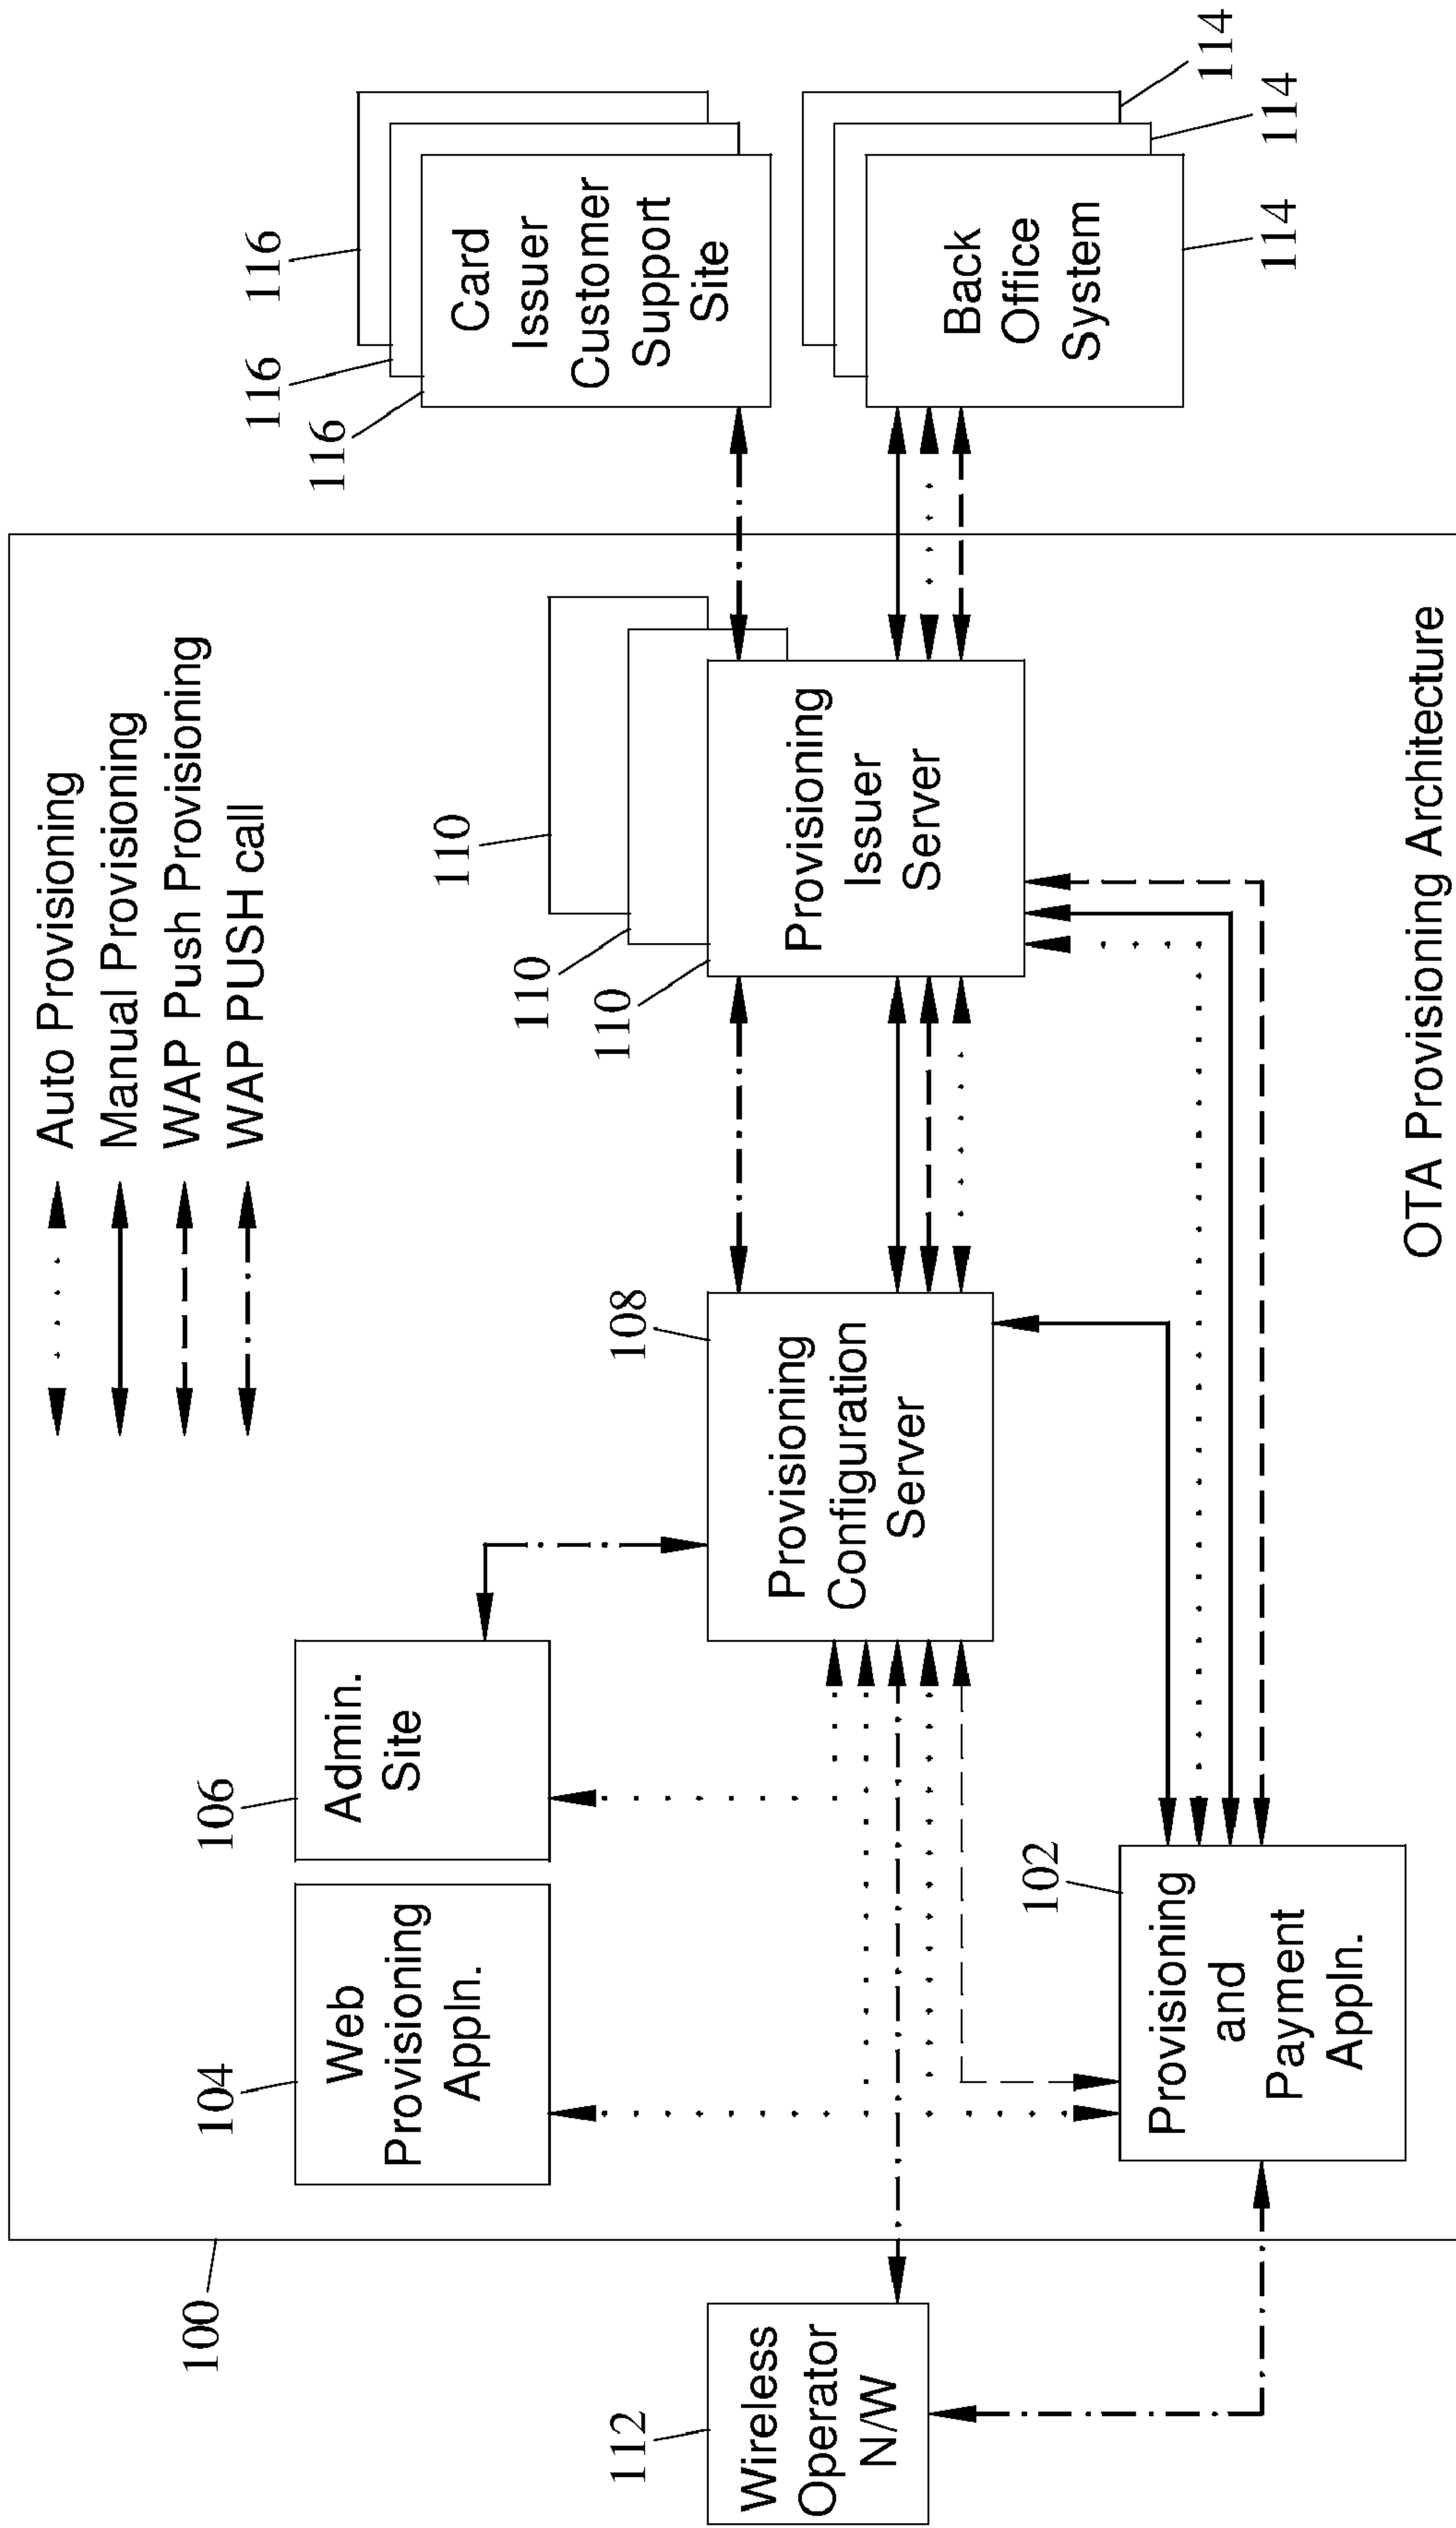 100
Auto Provisioning
Manual Provisioning
WAP Push Provisioning
WAP PUSH call
104
Web
Provisioning
Appln.
106
Admin.
Site
116
116
116
Card
Issuer
Customer
Support
Site
110
110
110
Provisioning
Issuer
Server
108
Provisioning
Configuration
Server
112
Wireless
Operator
N/W
Back
Office
System
114
114
114
102
Provisioning
and
Payment
Appln.
OTA Provisioning Architecture